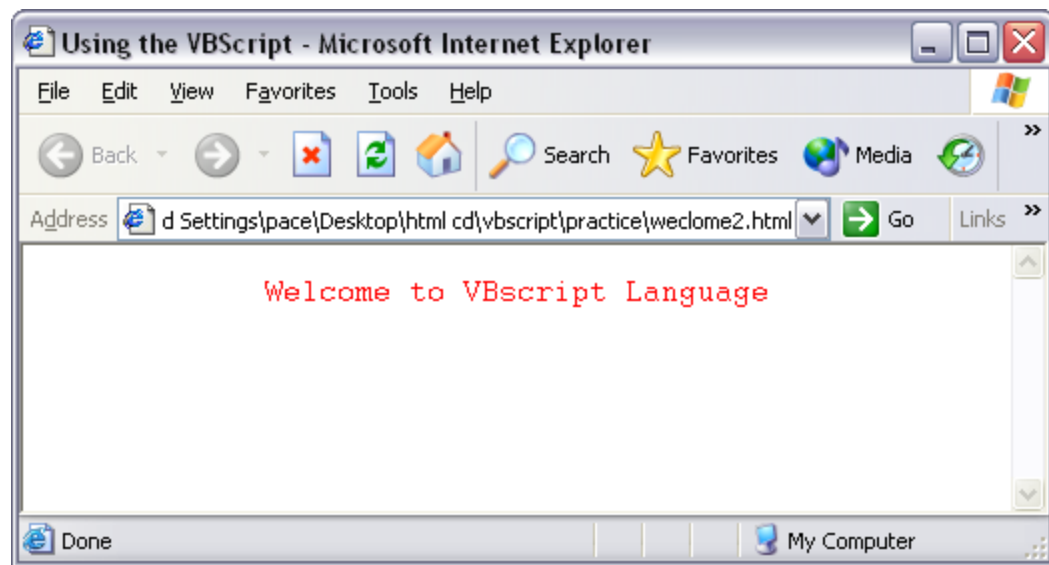 Using the VBScript - Microsoft Internet Explorer
File Edit View Favorites Tools Help
Back Search Favorites Media »
Address d Settings\pace\Desktop\html cd\vbscript\practice\weclome2.html Go Links »
Welcome to VBscript Language
Done My Computer